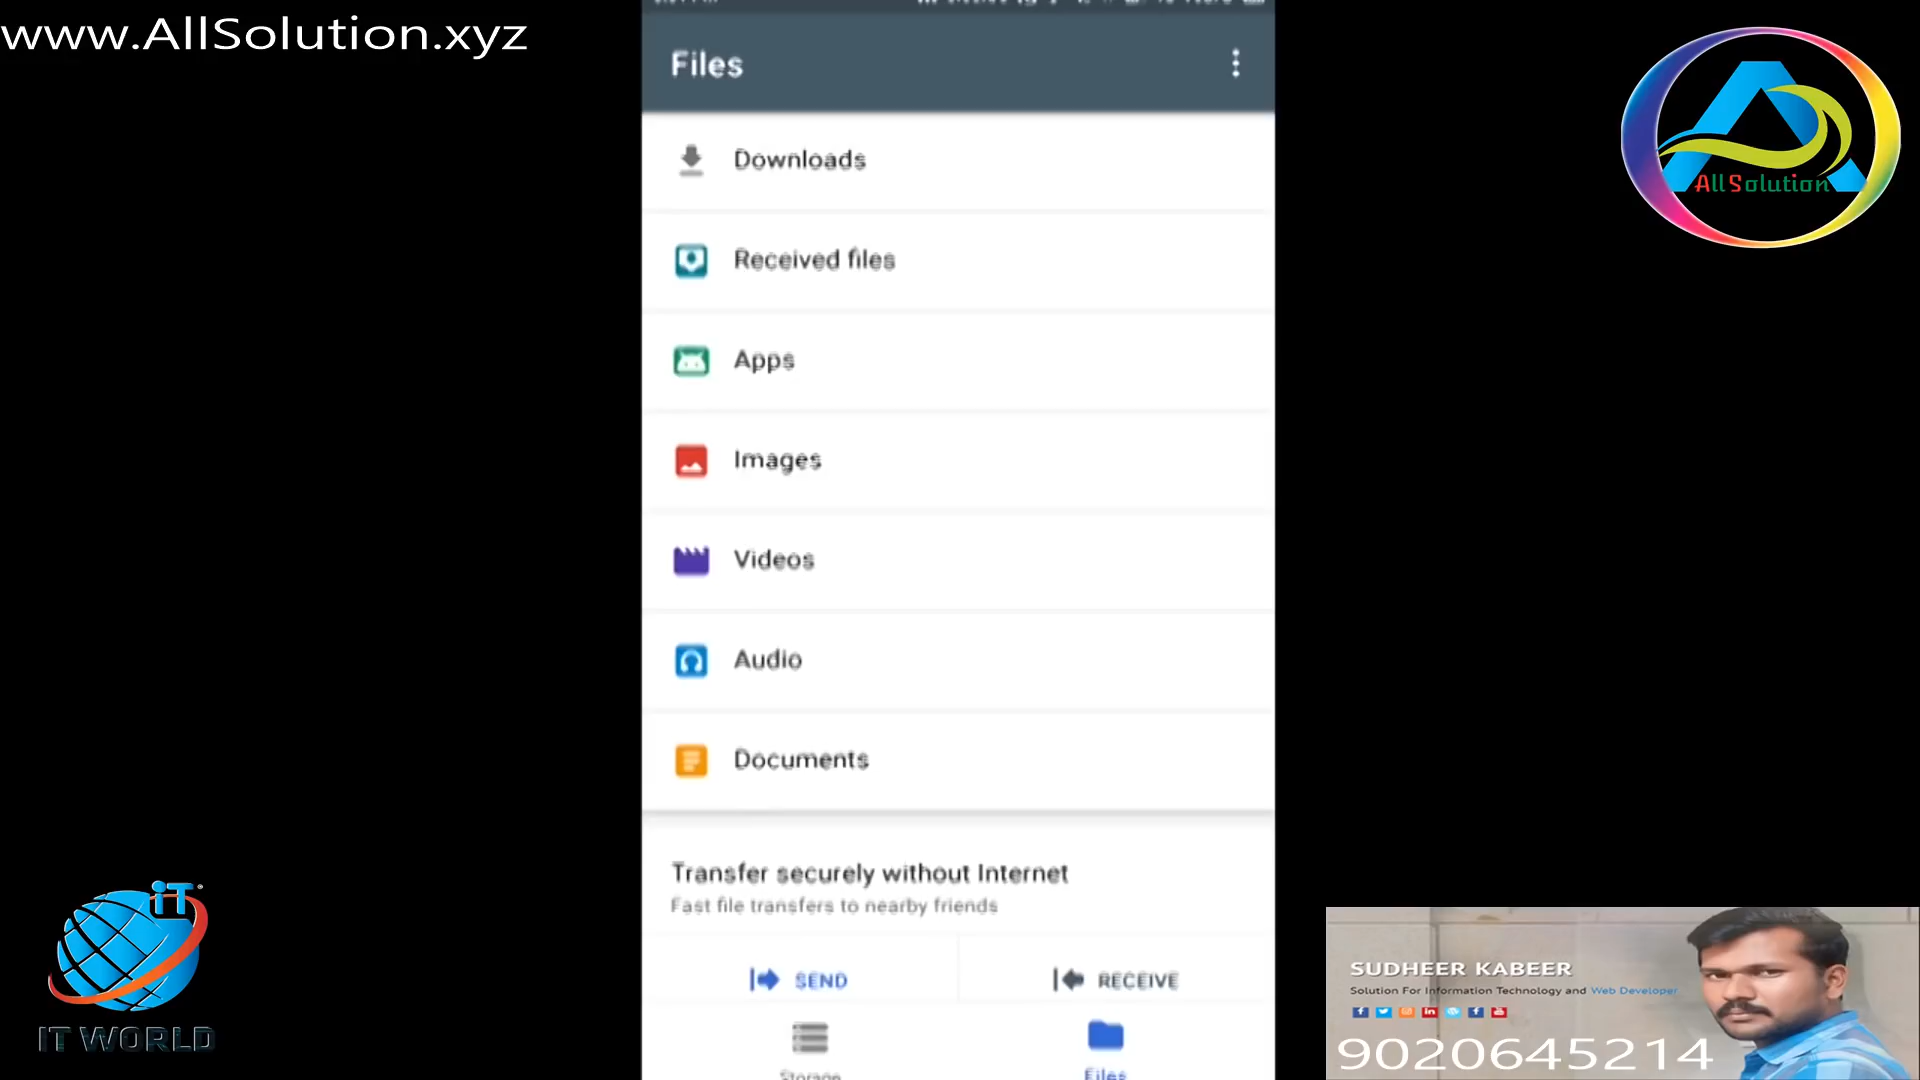 www.AllSolution.xyz
Files
Downloads
Received files
Apps
Images
Videos
Audio
Documents
Transfer securely without Internet
Fast file transfers to nearby friends
SEND
RECEIVE
Storage
Files
AllSolution
iT
IT WORLD
SUDHEER KABEER
Solution For Information Technology and Web Developer
9020645214